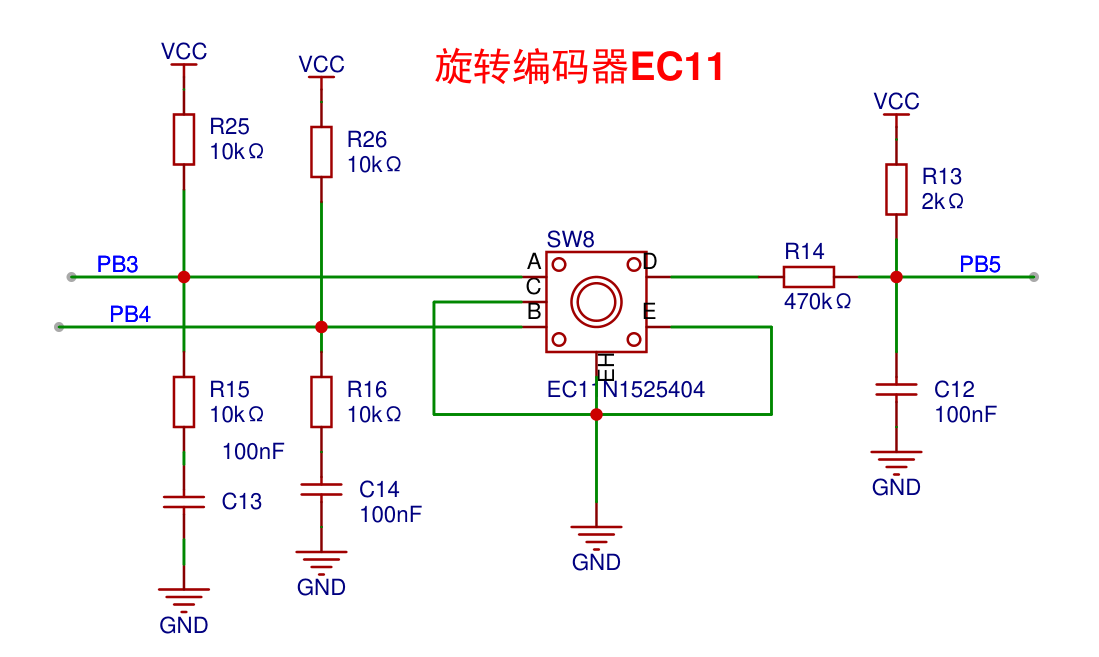 旋转编码器EC11
VCC
VCC
VCC
R25
10kΩ
R26
10kΩ
R13
2kΩ
PB3
PB4
SW8
A
C
B
D
E
EH
EC11N1525404
R14
470kΩ
PB5
R15
10kΩ
100nF
C13
GND
R16
10kΩ
C14
100nF
GND
GND
C12
100nF
GND